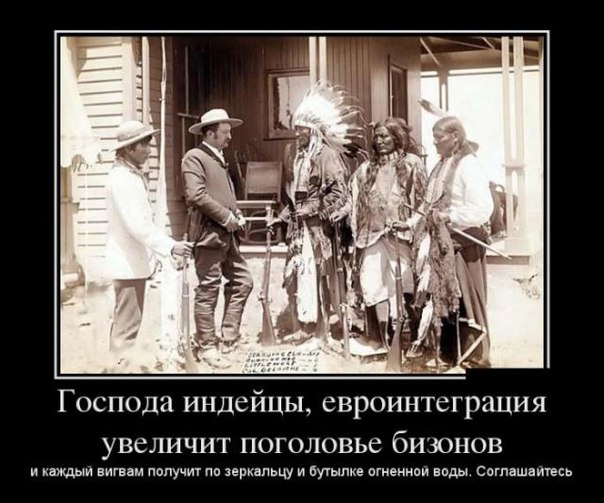 Господа индейцы, евроинтеграция
увеличит поголовье бизонов
и каждый вигвам получит по зеркальцу и бутылке огненной воды. Соглашайтесь